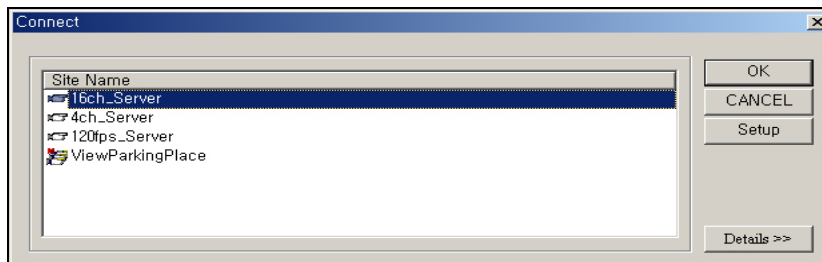 Connect
Site Name
16ch_Server
4ch_Server
120fps_Server
ViewParkingPlace
OK
CANCEL
Setup
Details >>